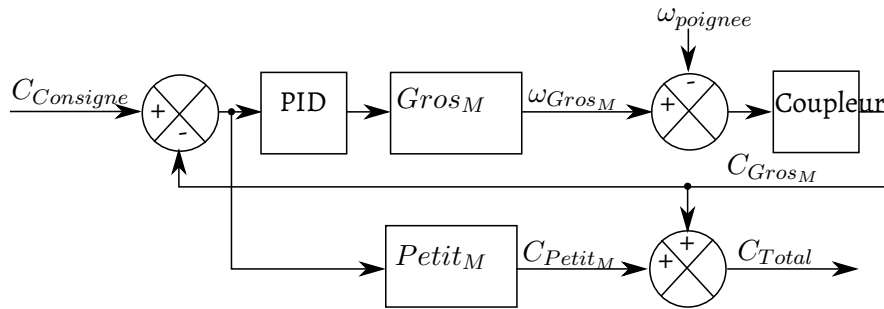 ω_poignee
C_Consigne
+
-
PID
Gros_M
ω_Gros_M
+
-
Coupleur
C_Gros_M
Petit_M
C_Petit_M
+
+
C_Total